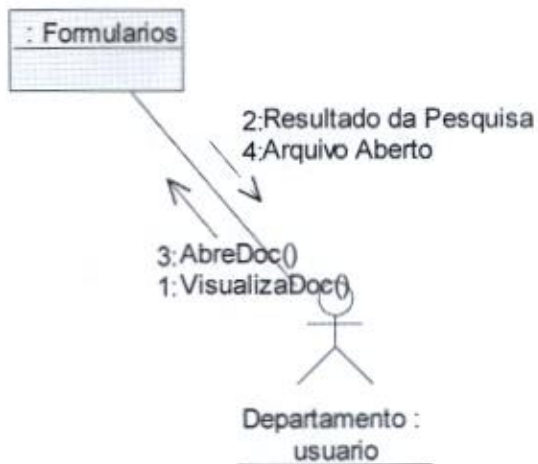 : Formularios
2:Resultado da Pesquisa
4:Arquivo Aberto
3:AbreDoc()
1:VisualizaDoc()
Departamento :
usuario